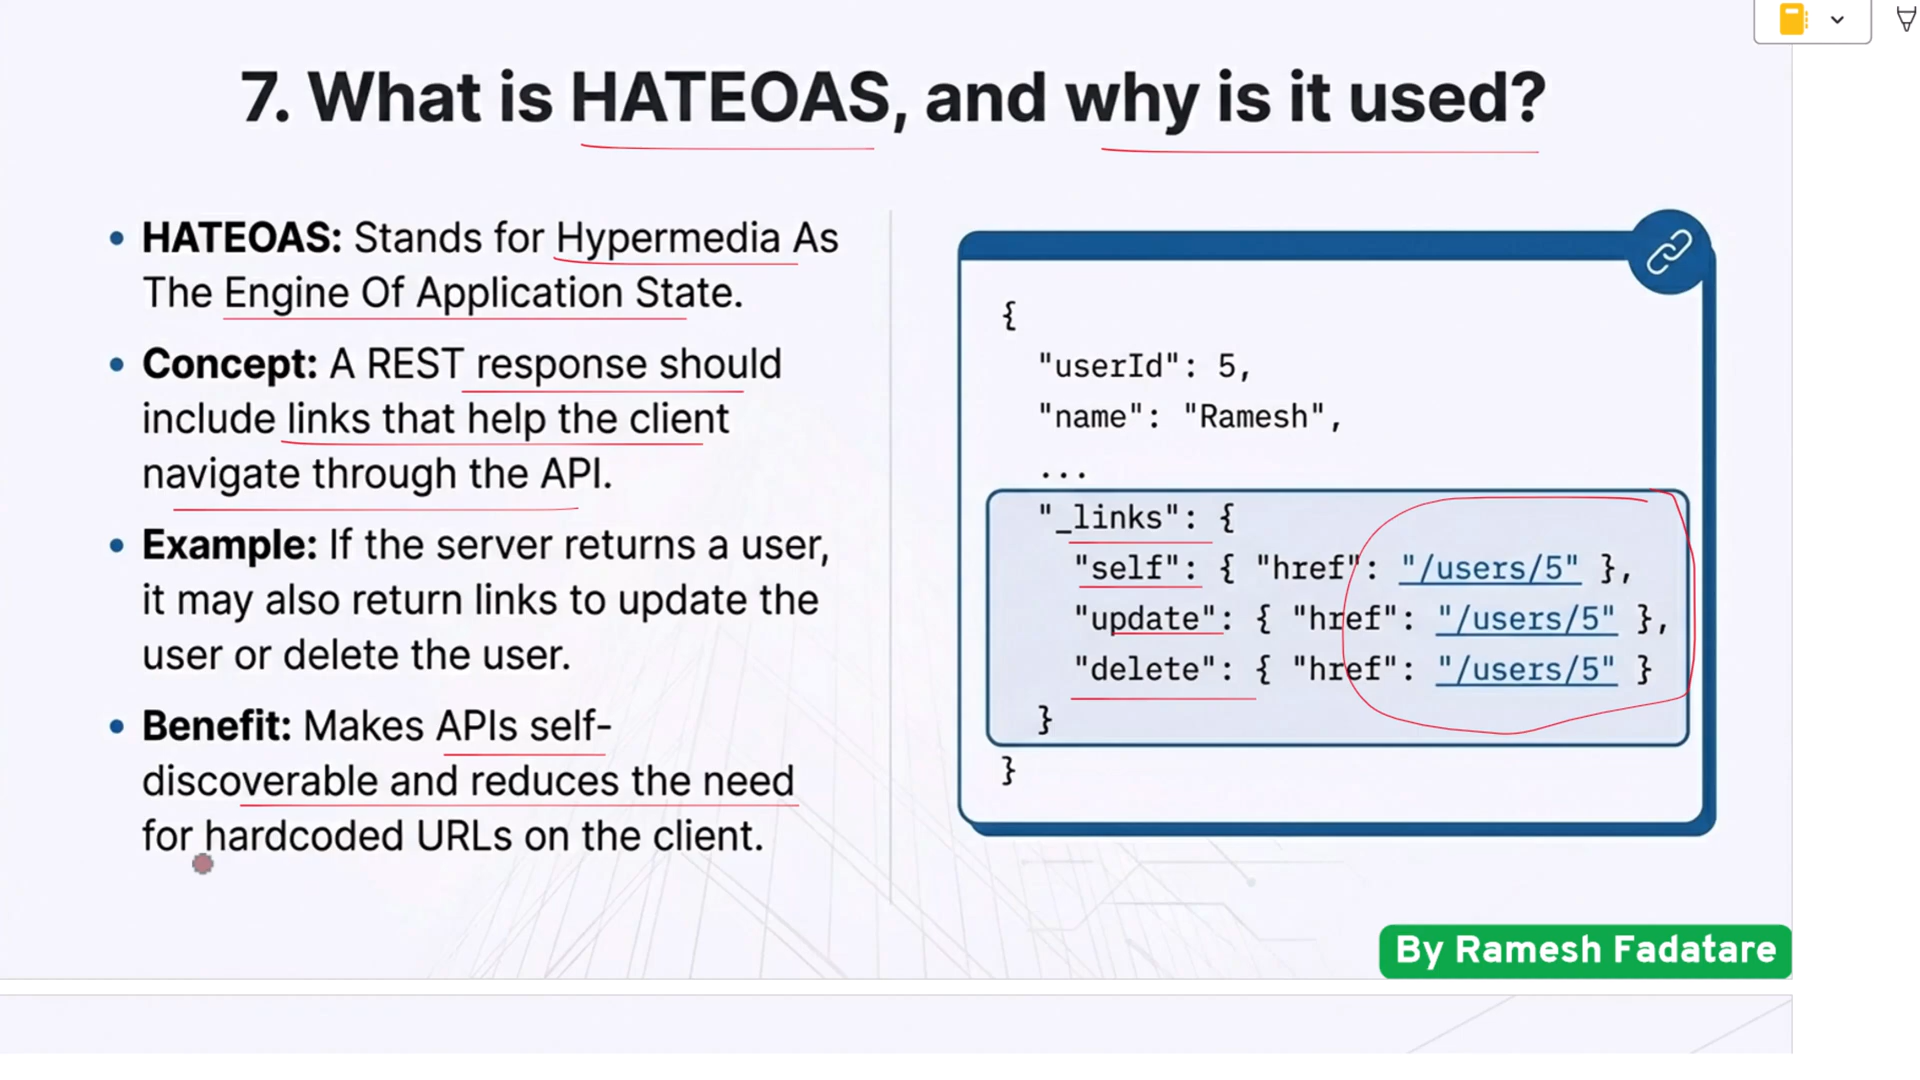 7. What is HATEOAS, and why is it used?
• HATEOAS: Stands for Hypermedia As
The Engine Of Application State.
• Concept: A REST response should
include links that help the client
navigate through the API.
• Example: If the server returns a user,
it may also return links to update the
user or delete the user.
• Benefit: Makes APIs self-
discoverable and reduces the need
for hardcoded URLs on the client.
{
"userId": 5,
"name": "Ramesh",
...
"_links": {
"self": { "href": "/users/5" },
"update": { "href": "/users/5" },
"delete": { "href": "/users/5" }
}
}
By Ramesh Fadatare